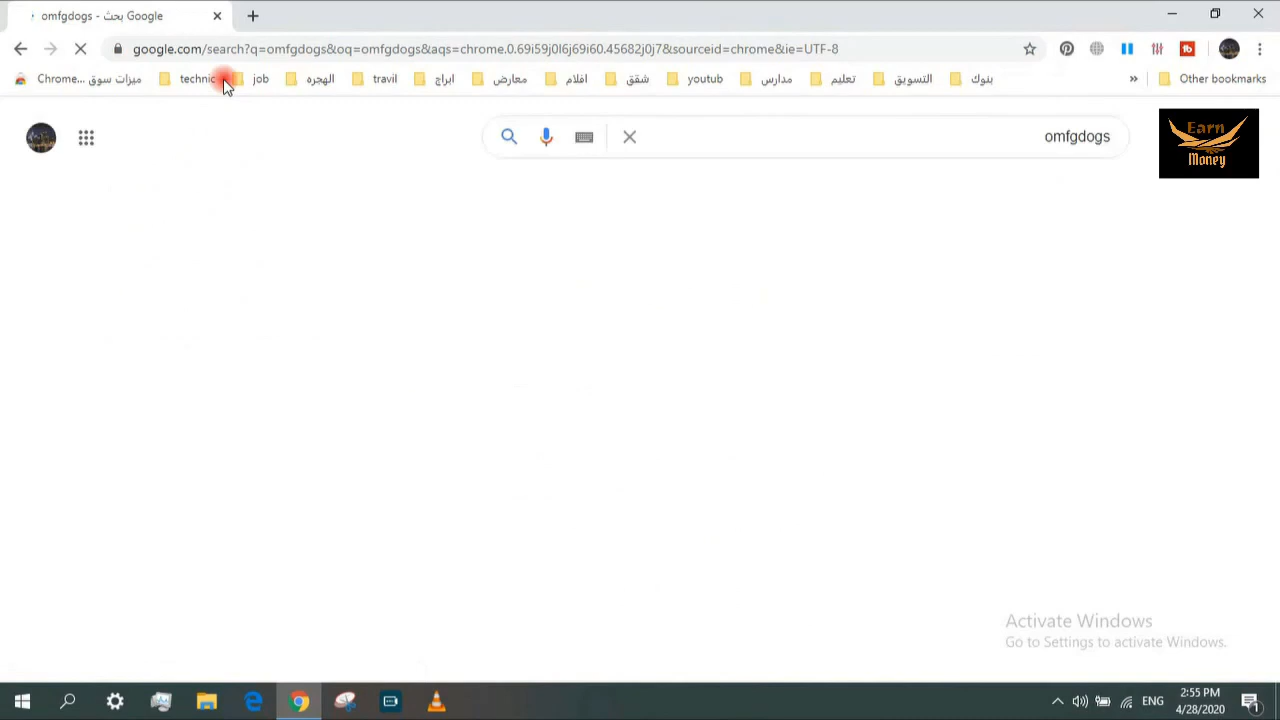 omfgdogs - بحث Google
google.com/search?q=omfgdogs&oq=omfgdogs&aqs=chrome.0.69i59j0l6j69i60.45682j0j7&sourceid=chrome&ie=UTF-8
Chrome... ميزات سوق technic job الهجره travil ابراج معارض افلام شقق youtub مدارس تعليم التسويق بنوك » Other bookmarks
omfgdogs
Earn
Money
Activate Windows
Go to Settings to activate Windows.
ENG
2:55 PM
4/28/2020
1